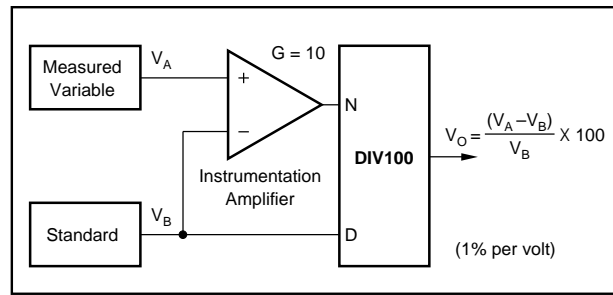 Measured
Variable
V_A
G = 10
+
−
Instrumentation
Amplifier
N
DIV100
D
V_O = (V_A – V_B) / V_B X 100
(1% per volt)
Standard
V_B